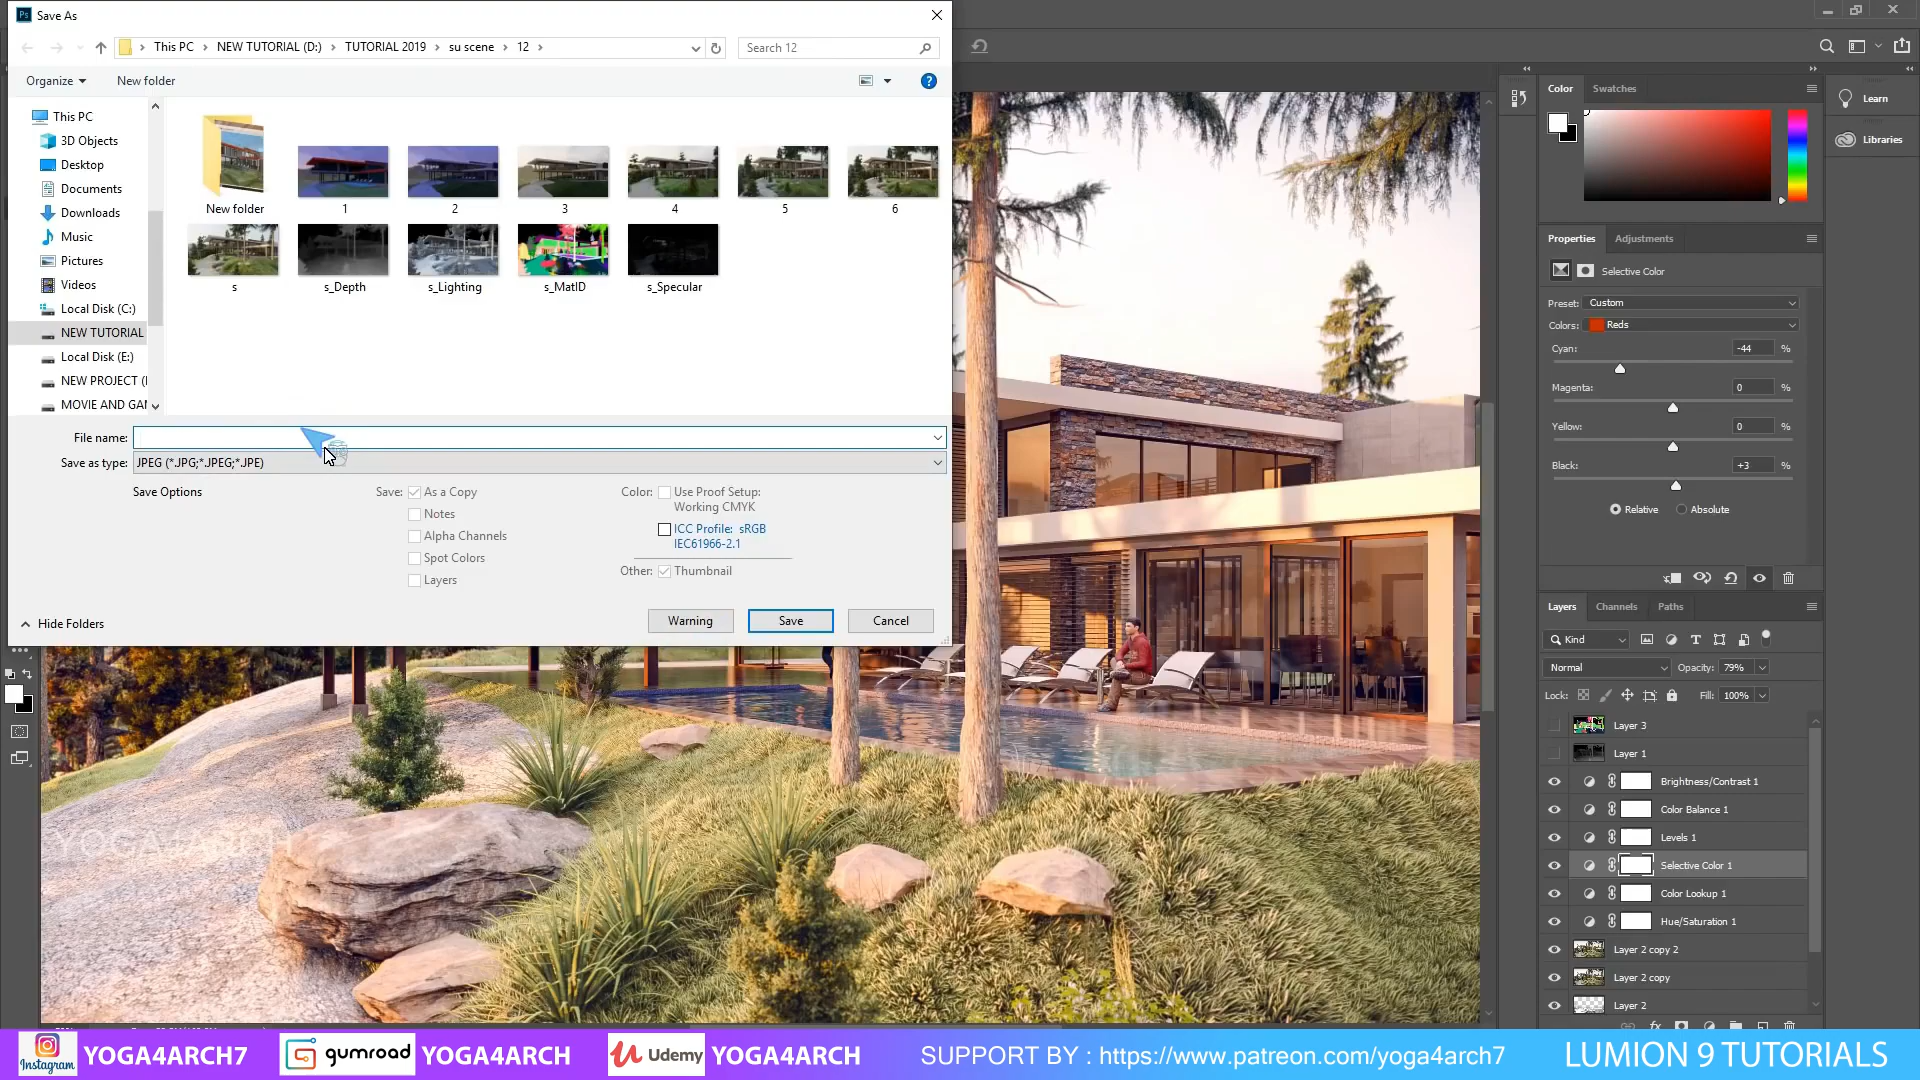 Ps Save As
This PC > NEW TUTORIAL (D:) > TUTORIAL 2019 > su scene > 12 >
Search 12
Organize
New folder
This PC
3D Objects
Desktop
Documents
Downloads
Music
Pictures
Videos
Local Disk (C:)
NEW TUTORIAL
Local Disk (E:)
NEW PROJECT (
MOVIE AND GA
New folder
1
2
3
4
5
6
s
s_Depth
s_Lighting
s_MatID
s_Specular
File name:
Save as type: JPEG (*.JPG;*.JPEG;*.JPE)
Save Options
Save: As a Copy
Notes
Alpha Channels
Spot Colors
Layers
Color: Use Proof Setup:
Working CMYK
ICC Profile: sRGB
IEC61966-2.1
Other: Thumbnail
Hide Folders
Warning
Save
Cancel
Color
Swatches
Learn
Libraries
Properties
Adjustments
Selective Color
Preset: Custom
Colors: Reds
Cyan: -44 %
Magenta: 0 %
Yellow: 0 %
Black: +3 %
Relative
Absolute
Layers
Channels
Paths
Kind
Normal
Opacity: 79%
Lock:
Fill: 100%
Layer 3
Layer 1
Brightness/Contrast 1
Color Balance 1
Levels 1
Selective Color 1
Color Lookup 1
Hue/Saturation 1
Layer 2 copy 2
Layer 2 copy
Layer 2
YOGA4ARCH7
Instagram YOGA4ARCH7
gumroad YOGA4ARCH
Udemy YOGA4ARCH
SUPPORT BY : https://www.patreon.com/yoga4arch7
LUMION 9 TUTORIALS